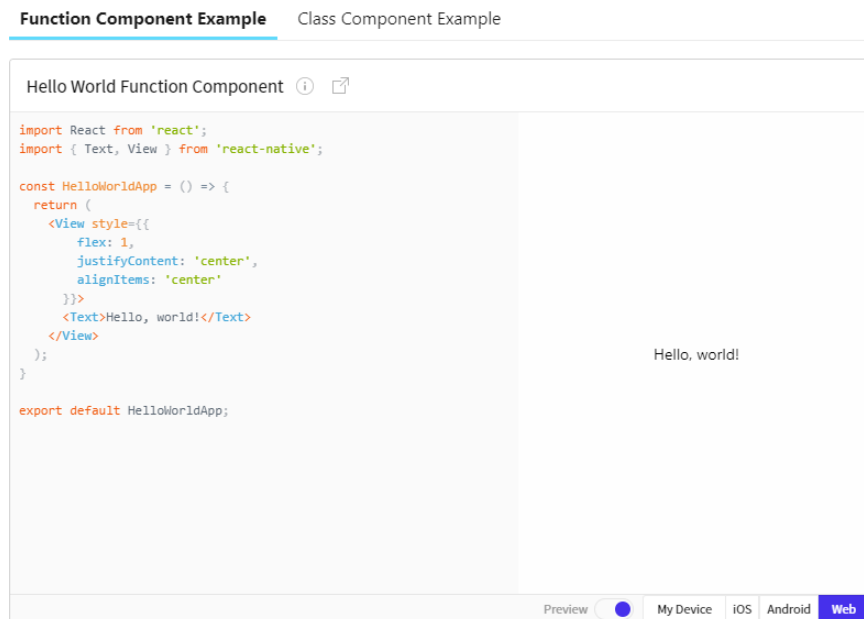 Function Component Example Class Component Example
Hello World Function Component
import React from 'react';
import { Text, View } from 'react-native';
const HelloWorldApp = () => {
return (
<View style={{
flex: 1,
justifyContent: 'center',
alignItems: 'center'
}}>
<Text>Hello, world!</Text>
</View>
);
}
export default HelloWorldApp;
Hello, world!
Preview My Device iOS Android Web